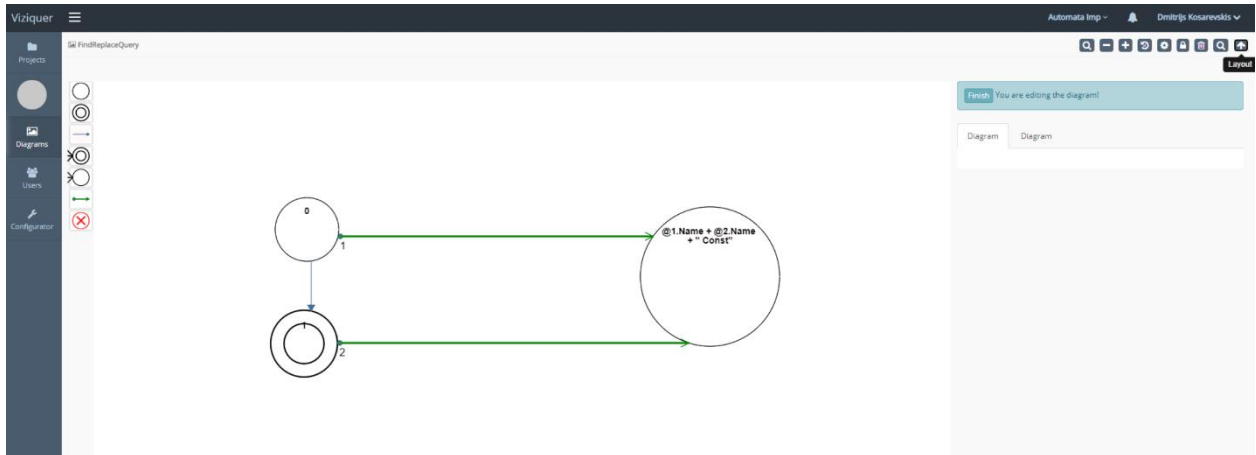 Viziquer
Automata Imp
Dmitrijs Kosarevskis
Projects
FindReplaceQuery
Layout
Diagrams
Users
Configurator
Finish You are editing the diagram!
Diagram Diagram
0
1
@1.Name + @2.Name
+ " Const"
1
2